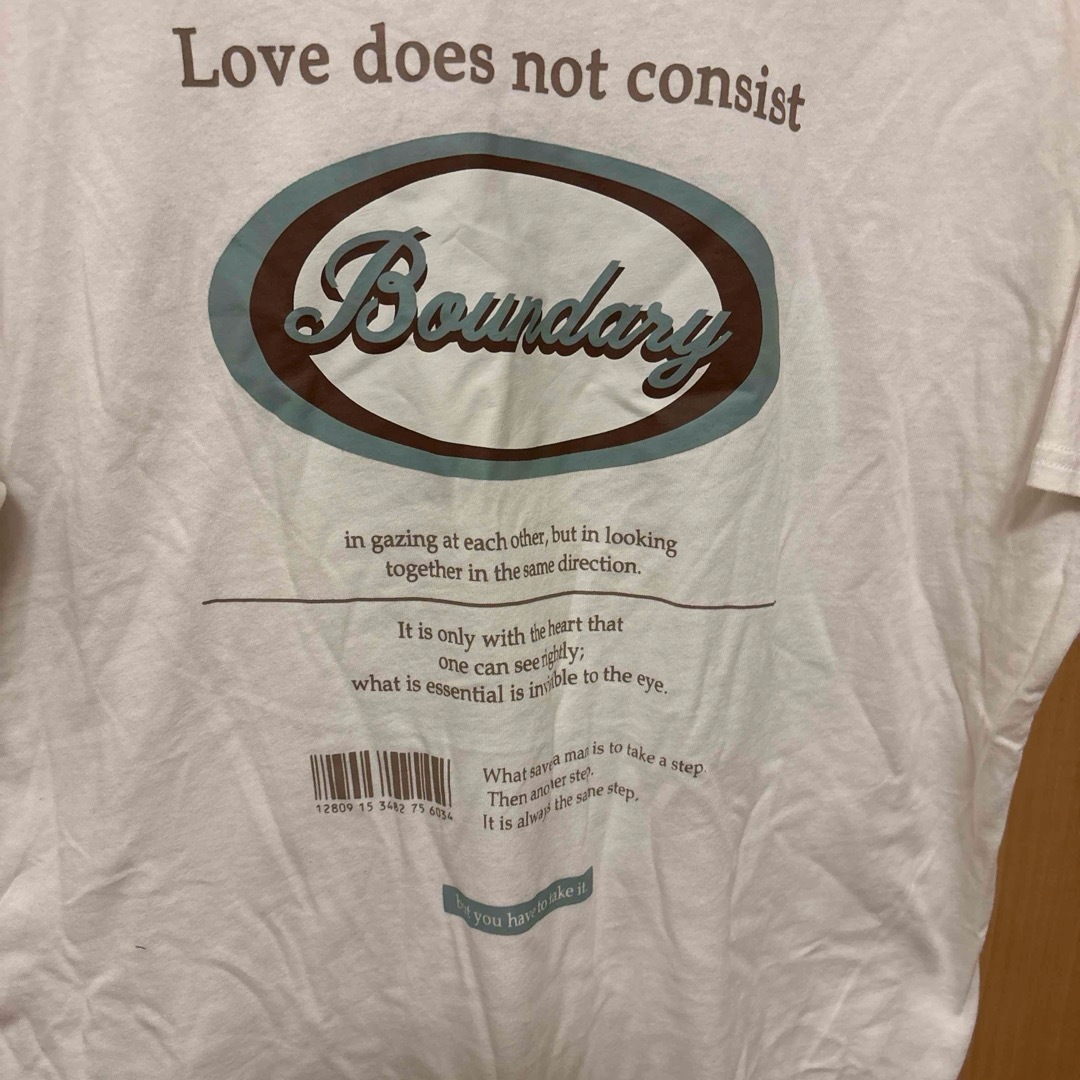 Love does not consist
Boundary
in gazing at each other, but in looking
together in the same direction.
It is only with the heart that
one can see rightly;
what is essential is invisible to the eye.
What saves a man is to take a step.
Then another step.
It is always the same step,
12809 15 3482 75 6034
but you have to take it.